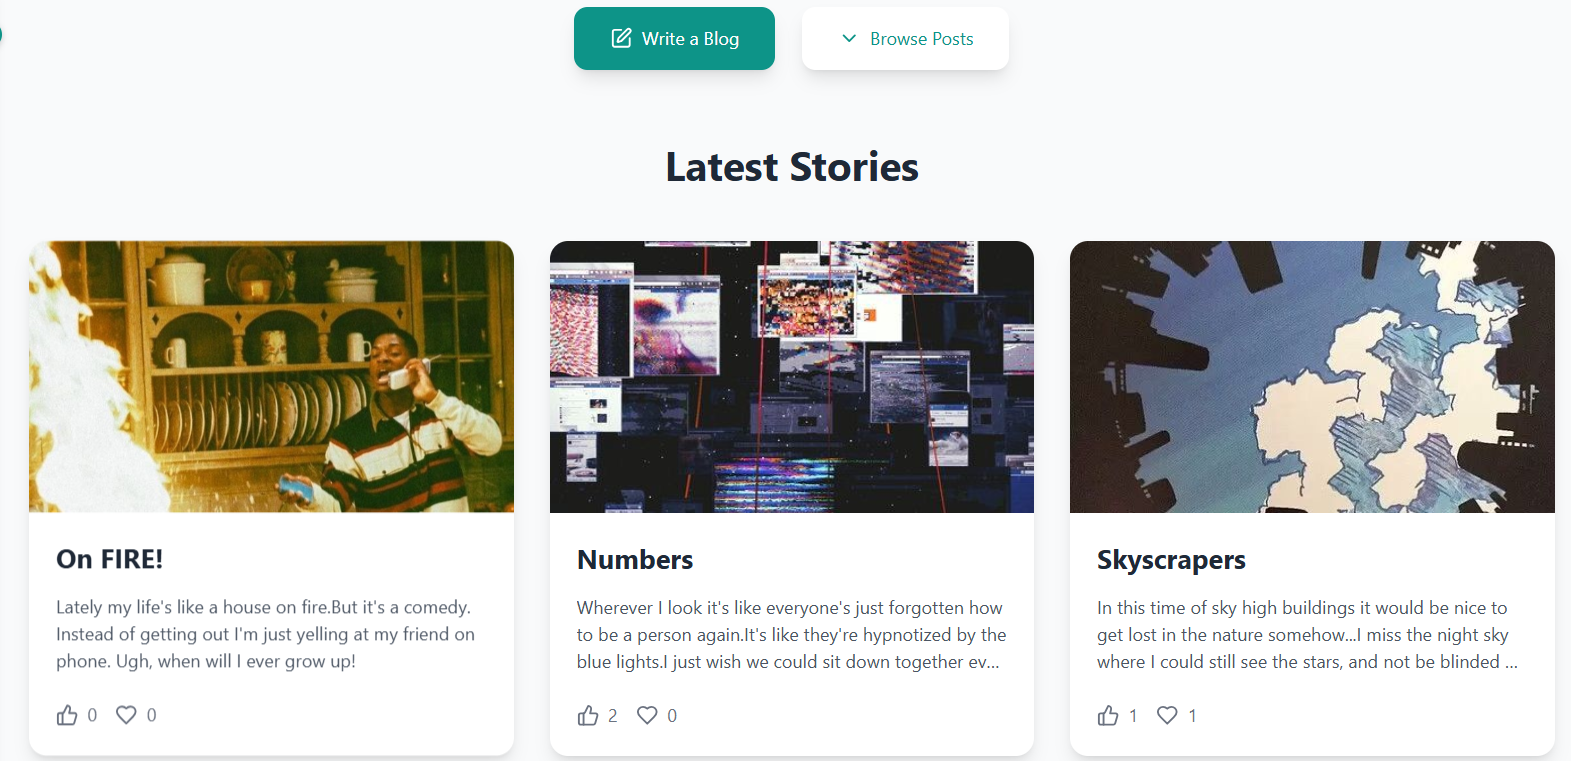 Write a Blog
Browse Posts
Latest Stories
On FIRE!
Lately my life's like a house on fire.But it's a comedy.
Instead of getting out I'm just yelling at my friend on
phone. Ugh, when will I ever grow up!
0 0
Numbers
Wherever I look it's like everyone's just forgotten how
to be a person again.It's like they're hypnotized by the
blue lights.I just wish we could sit down together ev...
2 0
Skyscrapers
In this time of sky high buildings it would be nice to
get lost in the nature somehow...I miss the night sky
where I could still see the stars, and not be blinded ...
1 1